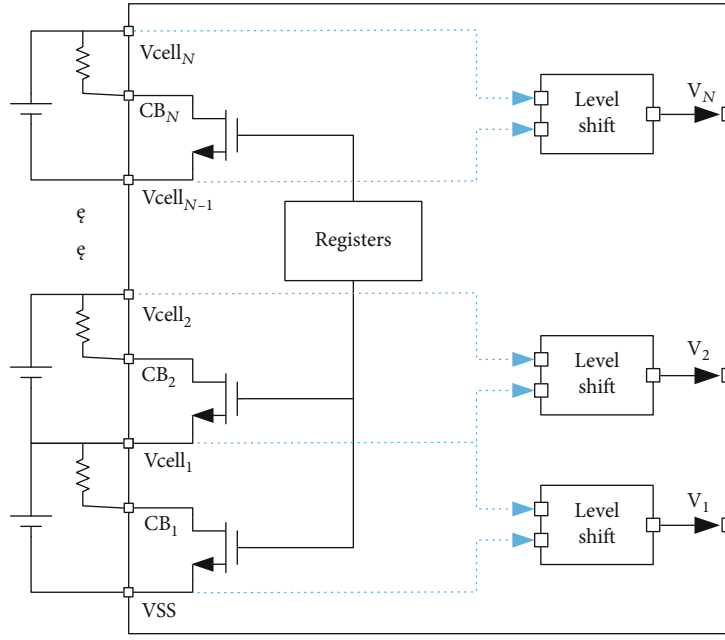 Vcell_N
CB_N
Level
shift
V_N
Vcell_{N–1}
ę
ę
Registers
Vcell_2
CB_2
Level
shift
V_2
Vcell_1
CB_1
Level
shift
V_1
VSS